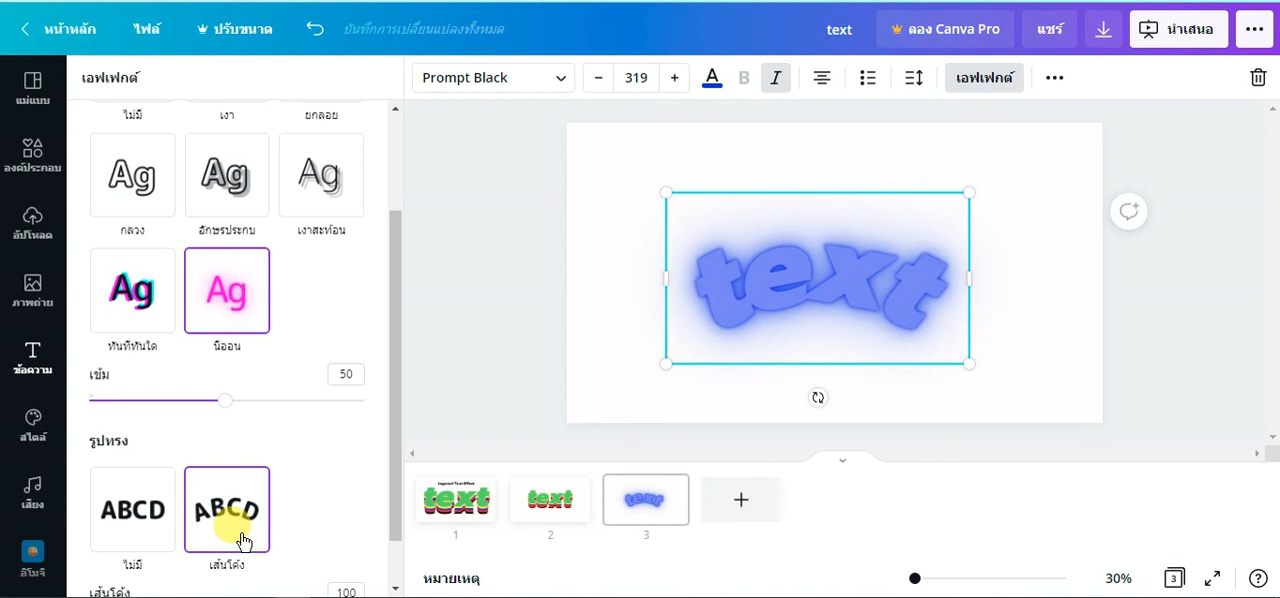 หน้าหลัก ไฟล์ ปรับขนาด บันทึกการเปลี่ยนแปลงทั้งหมด text ลอง Canva Pro แชร์ นำเสนอ
แม่แบบ
องค์ประกอบ
อัปโหลด
ภาพถ่าย
ข้อความ
สไตล์
เสียง
อีโมจิ
เอฟเฟกต์
ไม่มี เงา ยกลอย
Ag Ag Ag
กลวง อักษรประกบ เงาสะท้อน
Ag Ag
ทันทีทันใด นีออน
เข้ม 50
รูปทรง
ABCD ABCD
ไม่มี เส้นโค้ง
เส้นโค้ง 100
Prompt Black 319 A B I เอฟเฟกต์
text
Layered Text Effect
text text text
1 2 3
หมายเหตุ 30% 3 ?